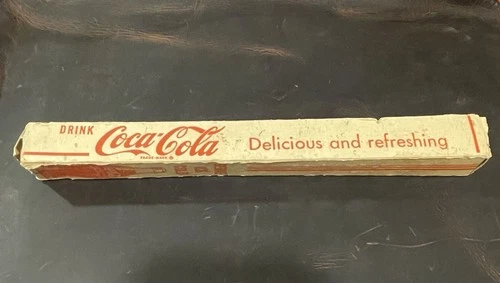 DRINK Coca-Cola Delicious and refreshing
TRADE-MARK ®